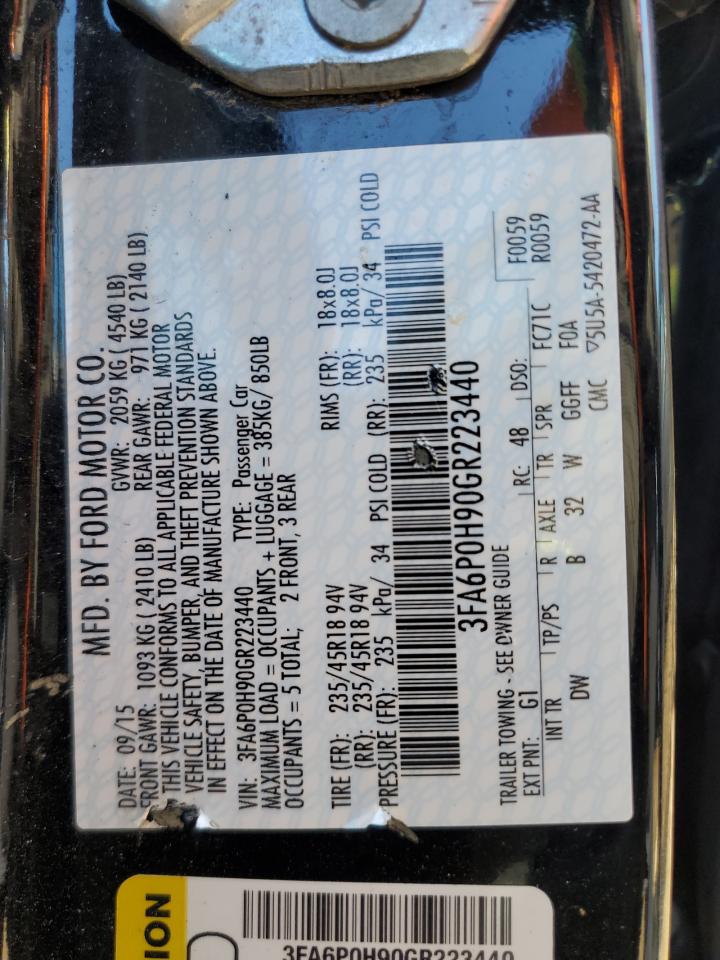 MFD. BY FORD MOTOR CO.
DATE: 09/15 GVWR: 2059 KG ( 4540 LB)
FRONT GAWR: 1093 KG ( 2410 LB) REAR GAWR: 971 KG ( 2140 LB)
THIS VEHICLE CONFORMS TO ALL APPLICABLE FEDERAL MOTOR
VEHICLE SAFETY, BUMPER, AND THEFT PREVENTION STANDARDS
IN EFFECT ON THE DATE OF MANUFACTURE SHOWN ABOVE.
VIN: 3FA6P0H90GR223440 TYPE: Passenger Car
MAXIMUM LOAD = OCCUPANTS + LUGGAGE = 385KG/ 850LB
OCCUPANTS = 5 TOTAL; 2 FRONT, 3 REAR
TIRE (FR): 235/45R18 94V RIMS (FR): 18x8.0J
(RR): 235/45R18 94V (RR): 18x8.0J
PRESSURE (FR): 235 kPa/ 34 PSI COLD (RR): 235 kPa/ 34 PSI COLD
3FA6P0H90GR223440
TRAILER TOWING - SEE OWNER GUIDE F0059
EXT PNT: G1 RC: 48 DSO: R0059
INT TR TP/PS R AXLE TR SPR FC71C
DW B 32 W GGFF F0A
CMC ▽5U5A-5420472-AA
ION
3FA6P0H90GR223440